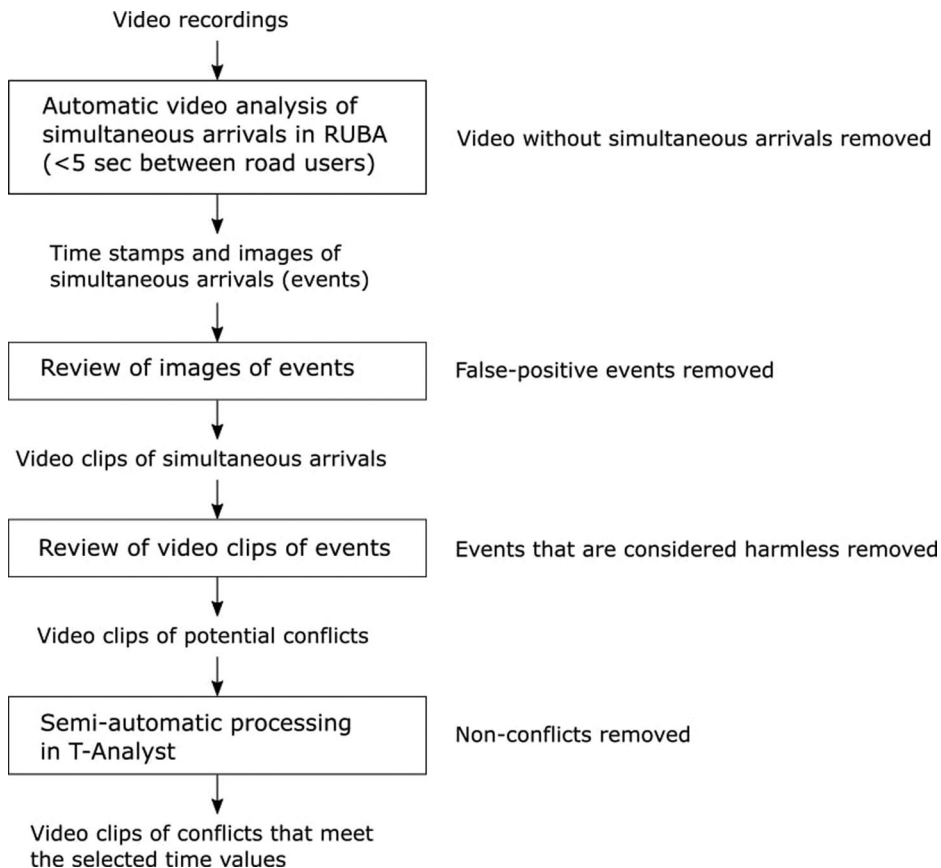 Video recordings
Automatic video analysis of
simultaneous arrivals in RUBA
(<5 sec between road users)
Video without simultaneous arrivals removed
Time stamps and images of
simultaneous arrivals (events)
Review of images of events
False-positive events removed
Video clips of simultaneous arrivals
Review of video clips of events
Events that are considered harmless removed
Video clips of potential conflicts
Semi-automatic processing
in T-Analyst
Non-conflicts removed
Video clips of conflicts that meet
the selected time values